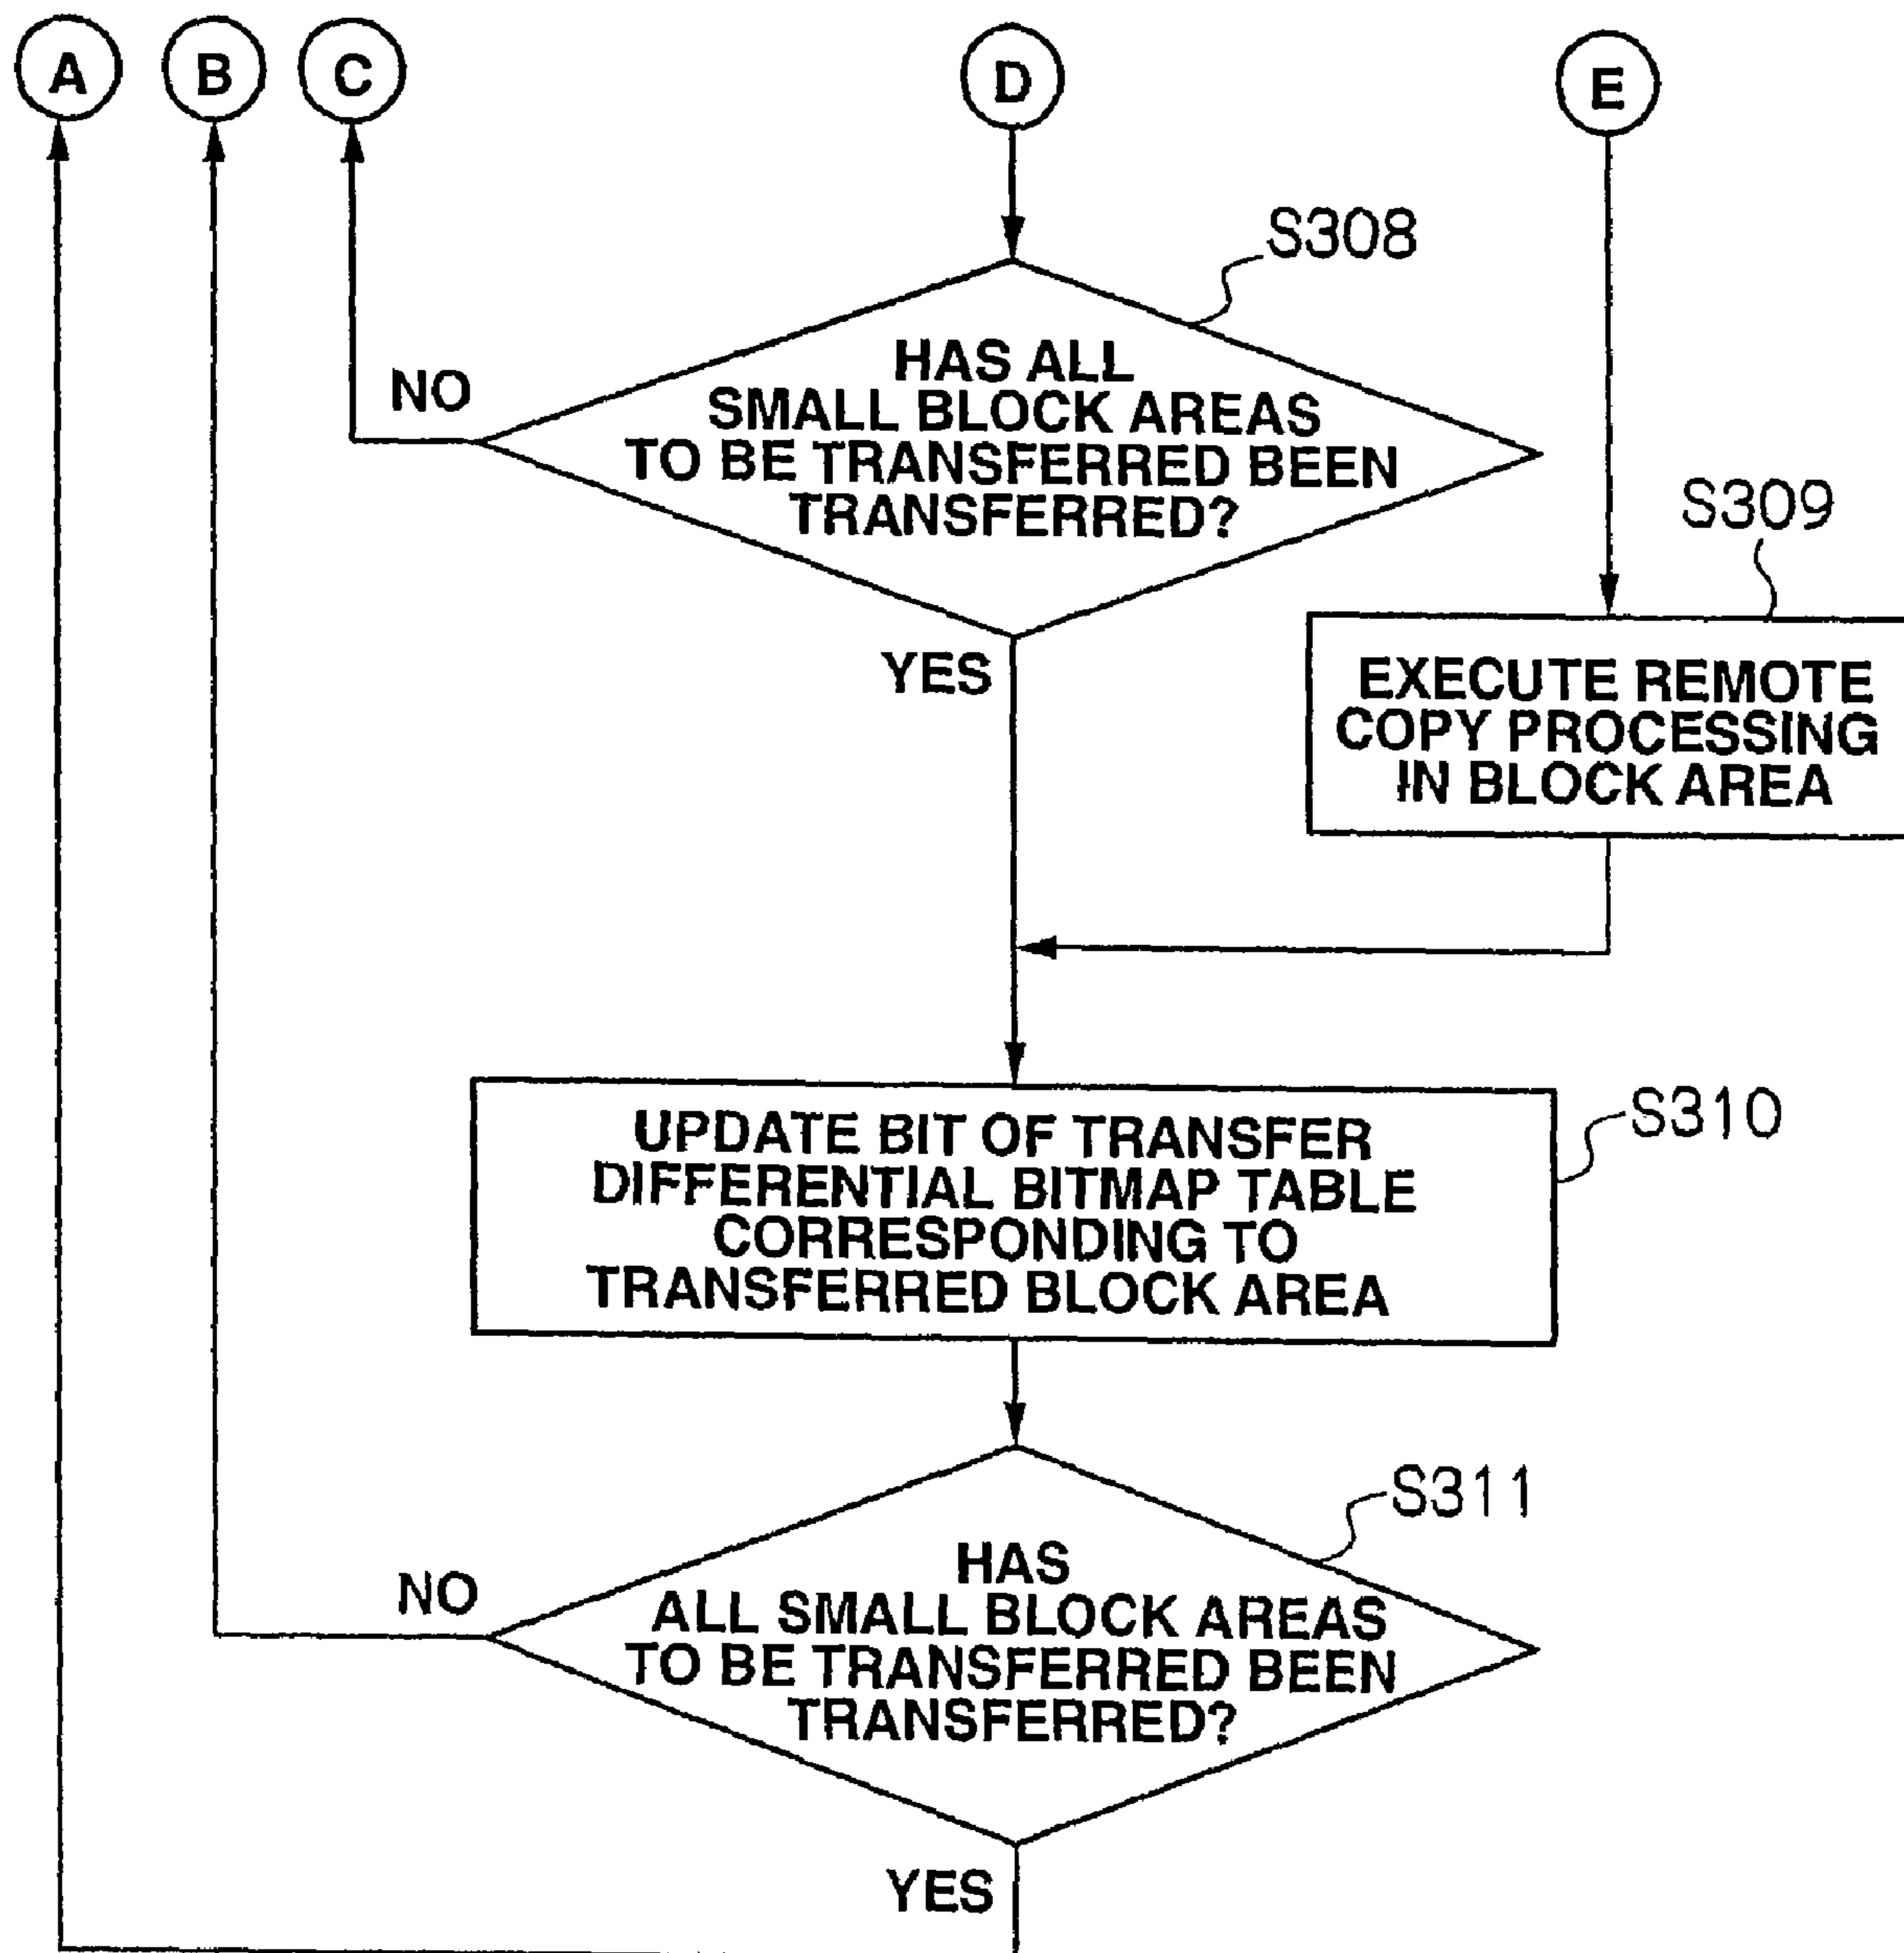 A
B
C
D
E
S308
HAS ALL
SMALL BLOCK AREAS
TO BE TRANSFERRED BEEN
TRANSFERRED?
NO
YES
S309
EXECUTE REMOTE
COPY PROCESSING
IN BLOCK AREA
S310
UPDATE BIT OF TRANSFER
DIFFERENTIAL BITMAP TABLE
CORRESPONDING TO
TRANSFERRED BLOCK AREA
S311
HAS
ALL SMALL BLOCK AREAS
TO BE TRANSFERRED BEEN
TRANSFERRED?
NO
YES